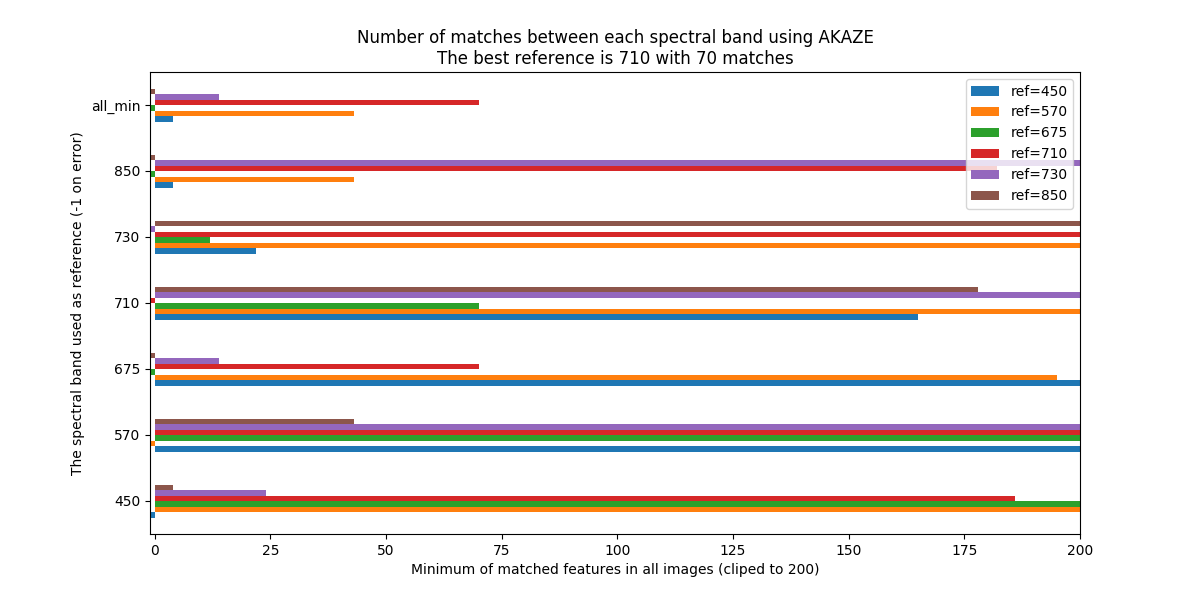 Number of matches between each spectral band using AKAZE
The best reference is 710 with 70 matches
The spectral band used as reference (-1 on error)
all_min
850
730
710
675
570
450
ref=450
ref=570
ref=675
ref=710
ref=730
ref=850
0 25 50 75 100 125 150 175 200
Minimum of matched features in all images (cliped to 200)